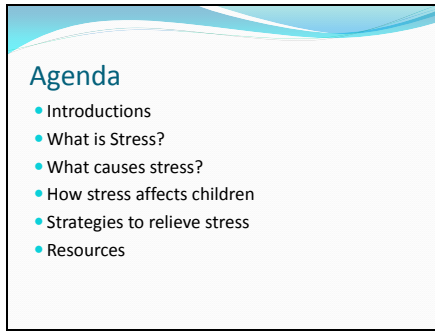 Agenda
Introductions
What is Stress?
What causes stress?
How stress affects children
Strategies to relieve stress
Resources